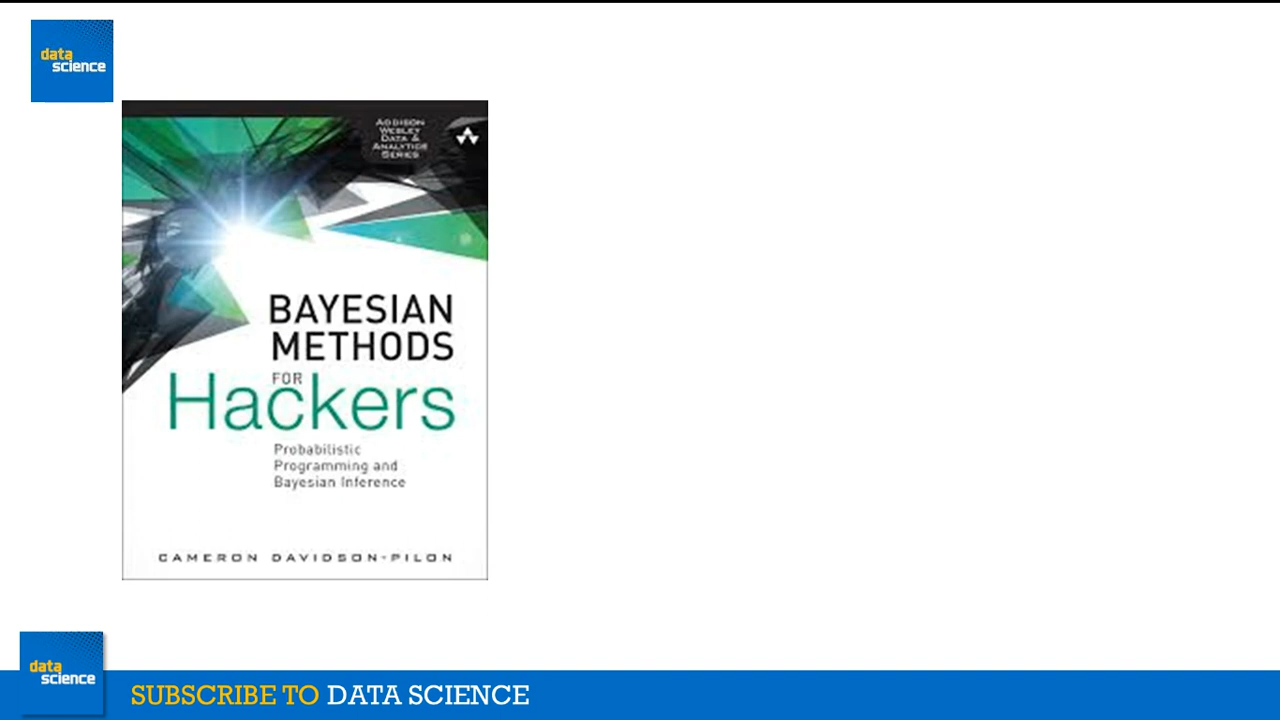 data
science
ADDISON
WESLEY
DATA &
ANALYTICS
SERIES
BAYESIAN
METHODS
FOR
Hackers
Probabilistic
Programming and
Bayesian Inference
CAMERON DAVIDSON-PILON
data
science
SUBSCRIBE TO DATA SCIENCE